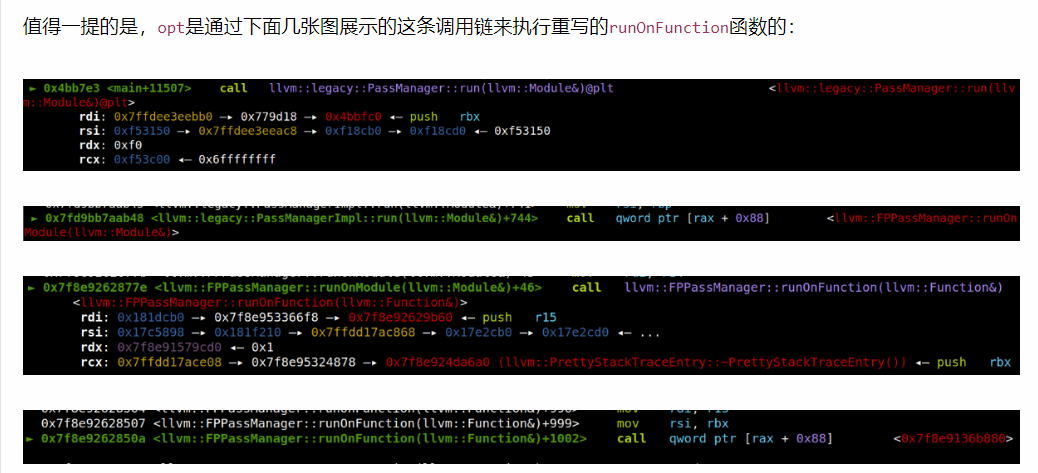 值得一提的是，opt是通过下面几张图展示的这条调用链来执行重写的runOnFunction函数的：
► 0x4bb7e3 <main+11507> call llvm::legacy::PassManager::run(llvm::Module&)@plt <llvm::legacy::PassManager::run(llv
m::Module&)@plt>
rdi: 0x7ffdee3eebb0 —▸ 0x779d18 —▸ 0x4bbfc0 ◂— push rbx
rsi: 0xf53150 —▸ 0x7ffdee3eeac8 —▸ 0xf18cb0 —▸ 0xf18cd0 ◂— 0xf53150
rdx: 0xf0
rcx: 0xf53c00 ◂— 0x6ffffffff
► 0x7fd9bb7aab48 <llvm::legacy::PassManagerImpl::run(llvm::Module&)+744> call qword ptr [rax + 0x88] <llvm::FPPassManager::runOn
Module(llvm::Module&)>
► 0x7f8e9262877e <llvm::FPPassManager::runOnModule(llvm::Module&)+46> call llvm::FPPassManager::runOnFunction(llvm::Function&)
<llvm::FPPassManager::runOnFunction(llvm::Function&)>
rdi: 0x181dcb0 —▸ 0x7f8e953366f8 —▸ 0x7f8e92629b60 ◂— push r15
rsi: 0x17c5898 —▸ 0x181f210 —▸ 0x7ffdd17ac868 —▸ 0x17e2cb0 —▸ 0x17e2cd0 ◂— ...
rdx: 0x7f8e91579cd0 ◂— 0x1
rcx: 0x7ffdd17ace08 —▸ 0x7f8e95324878 —▸ 0x7f8e924da6a0 (llvm::PrettyStackTraceEntry::~PrettyStackTraceEntry()) ◂— push rbx
0x7f8e92628507 <llvm::FPPassManager::runOnFunction(llvm::Function&)+999> mov rsi, rbx
► 0x7f8e9262850a <llvm::FPPassManager::runOnFunction(llvm::Function&)+1002> call qword ptr [rax + 0x88] <0x7f8e9136b880>